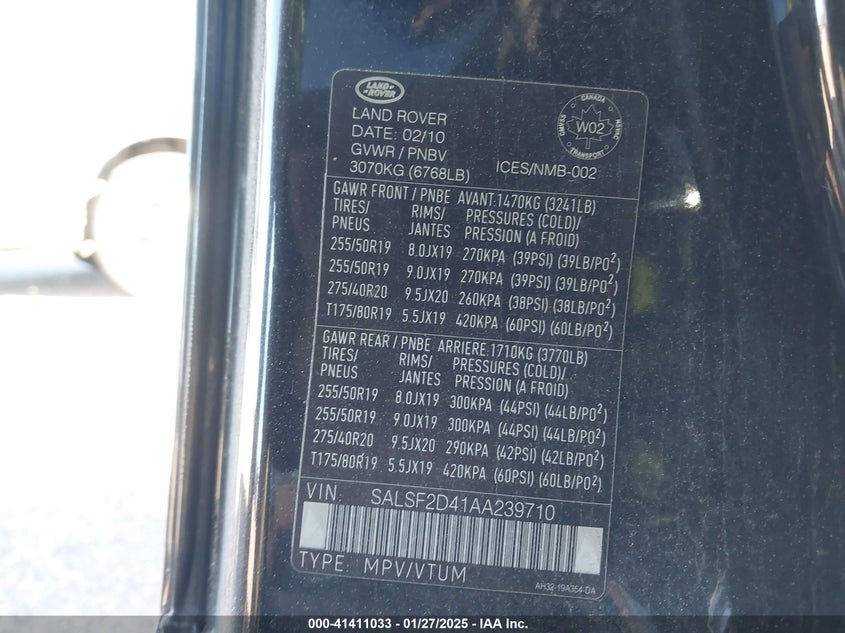 LAND ROVER
LAND ROVER
DATE: 02/10
GVWR / PNBV
3070KG (6768LB)
ICES/NMB-002
CANADA
CMVSS
NSVAC
W02
TRANSPORT
GAWR FRONT / PNBE AVANT:1470KG (3241LB)
TIRES/ RIMS/ PRESSURES (COLD)/
PNEUS JANTES PRESSION (A FROID)
255/50R19 8.0JX19 270KPA (39PSI) (39LB/PO²)
255/50R19 9.0JX19 270KPA (39PSI) (39LB/PO²)
275/40R20 9.5JX20 260KPA (38PSI) (38LB/PO²)
T175/80R19 5.5JX19 420KPA (60PSI) (60LB/PO²)
GAWR REAR / PNBE ARRIERE:1710KG (3770LB)
TIRES/ RIMS/ PRESSURES (COLD)/
PNEUS JANTES PRESSION (A FROID)
255/50R19 8.0JX19 300KPA (44PSI) (44LB/PO²)
255/50R19 9.0JX19 300KPA (44PSI) (44LB/PO²)
275/40R20 9.5JX20 290KPA (42PSI) (42LB/PO²)
T175/80R19 5.5JX19 420KPA (60PSI) (60LB/PO²)
VIN: SALSF2D41AA239710
TYPE: MPV/VTUM
AH32-19A354-DA
000-41411033 - 01/27/2025 - IAA Inc.